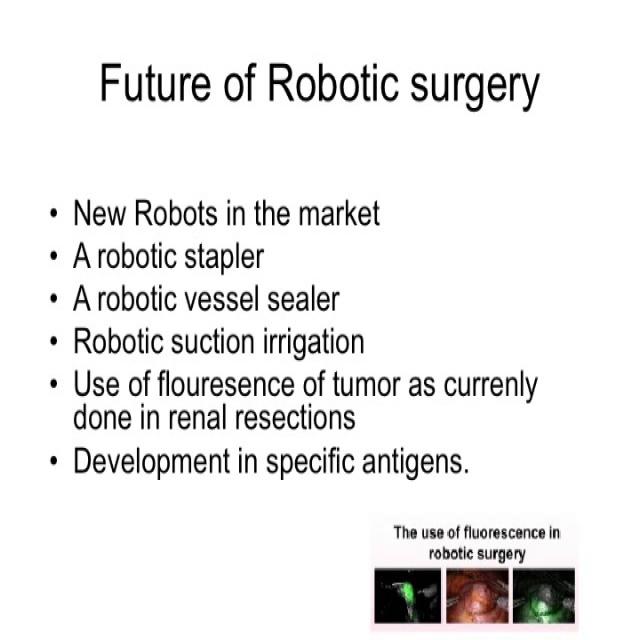 Future of Robotic surgery
• New Robots in the market
• A robotic stapler
• A robotic vessel sealer
• Robotic suction irrigation
• Use of flouresence of tumor as currenly
done in renal resections
• Development in specific antigens.
The use of fluorescence in
robotic surgery